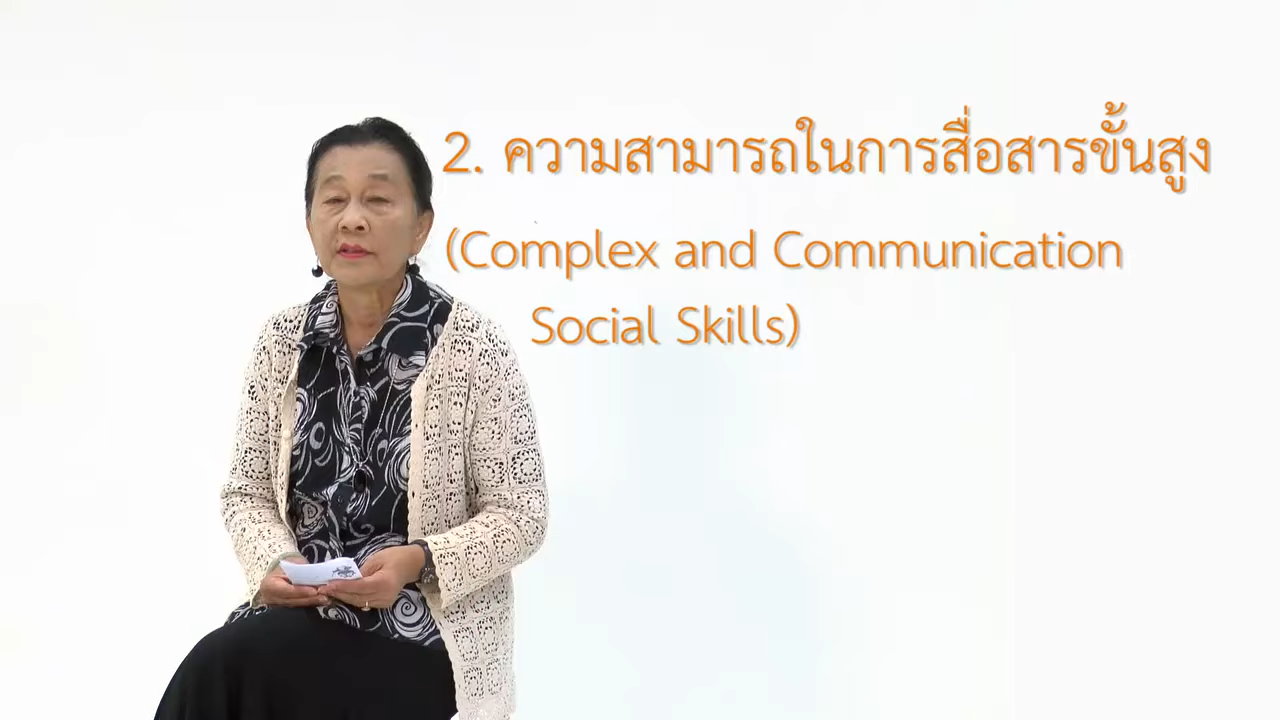 2. ความสามารถในการสื่อสารขั้นสูง
(Complex and Communication
Social Skills)